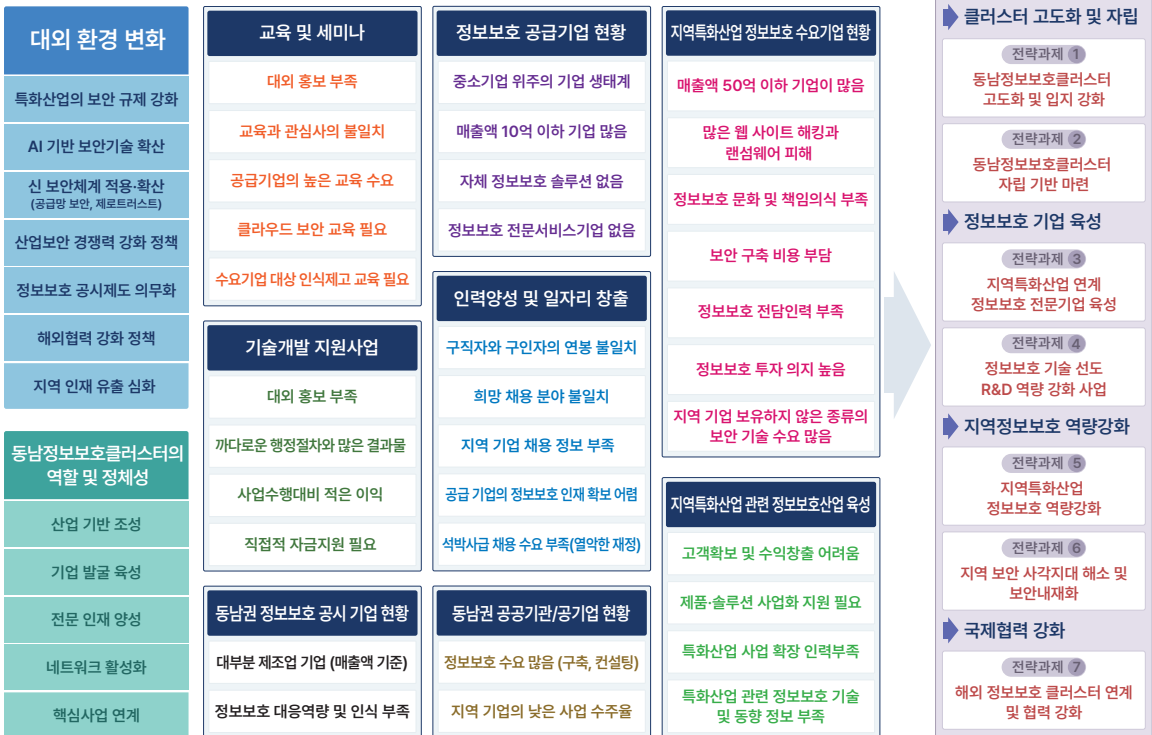 대외 환경 변화
특화산업의 보안 규제 강화
AI 기반 보안기술 확산
신 보안체계 적용·확산
(공급망 보안, 제로트러스트)
산업보안 경쟁력 강화 정책
정보보호 공시제도 의무화
해외협력 강화 정책
지역 인재 유출 심화
동남정보보호클러스터의
역할 및 정체성
산업 기반 조성
기업 발굴 육성
전문 인재 양성
네트워크 활성화
핵심사업 연계
교육 및 세미나
대외 홍보 부족
교육과 관심사의 불일치
공급기업의 높은 교육 수요
클라우드 보안 교육 필요
수요기업 대상 인식제고 교육 필요
기술개발 지원사업
대외 홍보 부족
까다로운 행정절차와 많은 결과물
사업수행대비 적은 이익
직접적 자금지원 필요
동남권 정보보호 공시 기업 현황
대부분 제조업 기업 (매출액 기준)
정보보호 대응역량 및 인식 부족
정보보호 공급기업 현황
중소기업 위주의 기업 생태계
매출액 10억 이하 기업 많음
자체 정보보호 솔루션 없음
정보보호 전문서비스기업 없음
인력양성 및 일자리 창출
구직자와 구인자의 연봉 불일치
희망 채용 분야 불일치
지역 기업 채용 정보 부족
공급 기업의 정보보호 인재 확보 어렴
석박사급 채용 수요 부족(열악한 재정)
동남권 공공기관/공기업 현황
정보보호 수요 많음 (구축, 컨설팅)
지역 기업의 낮은 사업 수주율
지역특화산업 정보보호 수요기업 현황
매출액 50억 이하 기업이 많음
많은 웹 사이트 해킹과
랜섬웨어 피해
정보보호 문화 및 책임의식 부족
보안 구축 비용 부담
정보보호 전담인력 부족
정보보호 투자 의지 높음
지역 기업 보유하지 않은 종류의
보안 기술 수요 많음
지역특화산업 관련 정보보호산업 육성
고객확보 및 수익창출 어려움
제품·솔루션 사업화 지원 필요
특화산업 사업 확장 인력부족
특화산업 관련 정보보호 기술
및 동향 정보 부족
클러스터 고도화 및 자립
전략과제 1
동남정보보호클러스터
고도화 및 입지 강화
전략과제 2
동남정보보호클러스터
자립 기반 마련
정보보호 기업 육성
전략과제 3
지역특화산업 연계
정보보호 전문기업 육성
전략과제 4
정보보호 기술 선도
R&D 역량 강화 사업
지역정보보호 역량강화
전략과제 5
지역특화산업
정보보호 역량강화
전략과제 6
지역 보안 사각지대 해소 및
보안내재화
국제협력 강화
전략과제 7
해외 정보보호 클러스터 연계
및 협력 강화